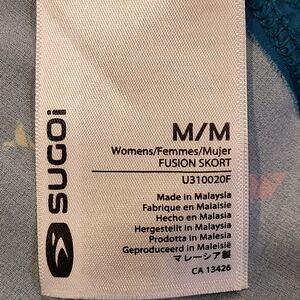 SUGOi
M/M
Womens/Femmes/Mujer
FUSION SKORT
U310020F
Made in Malaysia
Fabrique en Malaisie
Hecho en Malasia
Hergestellt in Malaysia
Prodotta in Malesia
Geproduceerd in Maleisië
マレーシア製
CA 13426